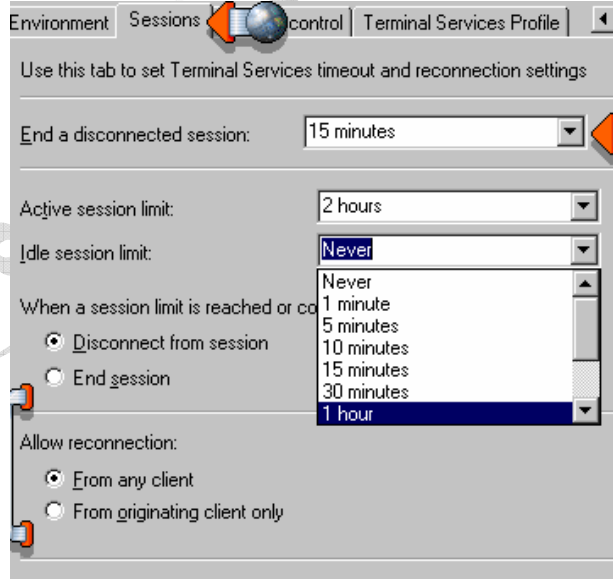 Environment Sessions control Terminal Services Profile
Use this tab to set Terminal Services timeout and reconnection settings
End a disconnected session: 15 minutes
Active session limit: 2 hours
Idle session limit: Never
Never
When a session limit is reached or co 1 minute
5 minutes
Disconnect from session 10 minutes
15 minutes
End session 30 minutes
1 hour
Allow reconnection:
From any client
From originating client only